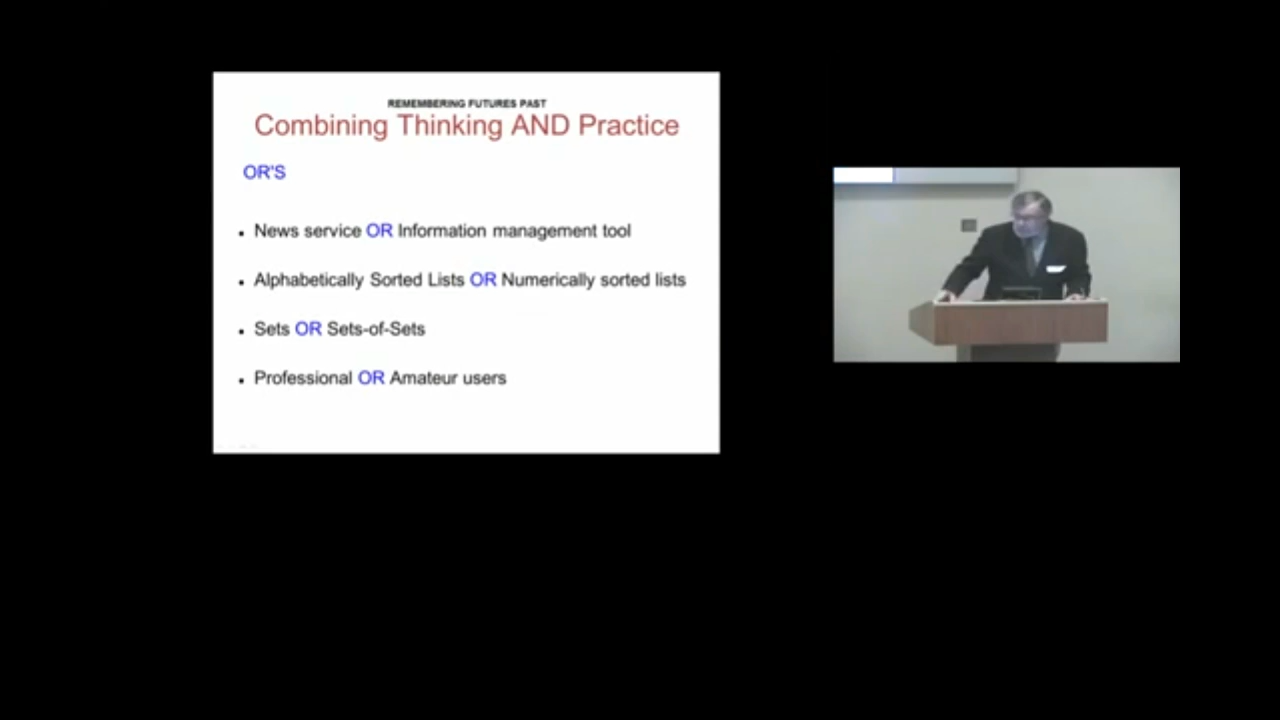 REMEMBERING FUTURES PAST
Combining Thinking AND Practice
OR'S
• News service OR Information management tool
• Alphabetically Sorted Lists OR Numerically sorted lists
• Sets OR Sets-of-Sets
• Professional OR Amateur users